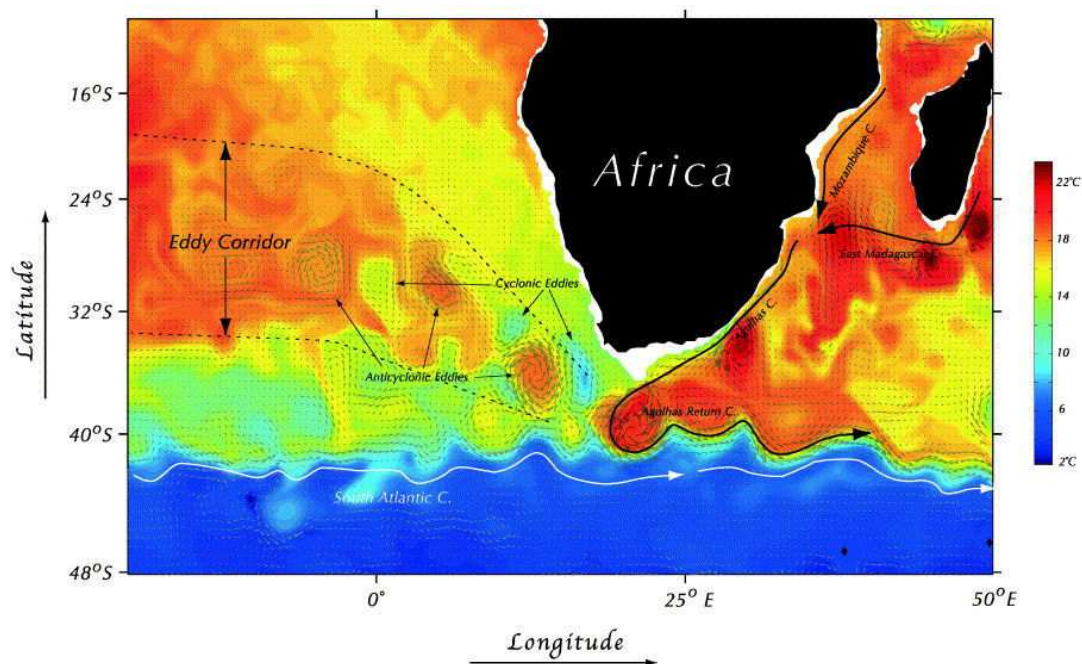 16°S
24°S
32°S
40°S
48°S
Latitude
Africa
Mozambique C.
East Madagascar C.
Eddy Corridor
Cyclonic Eddies
Anticyclonic Eddies
Agulhas C.
Agulhas Return C.
South Atlantic C.
22°C
18
14
10
6
2°C
0°
25° E
50°E
Longitude